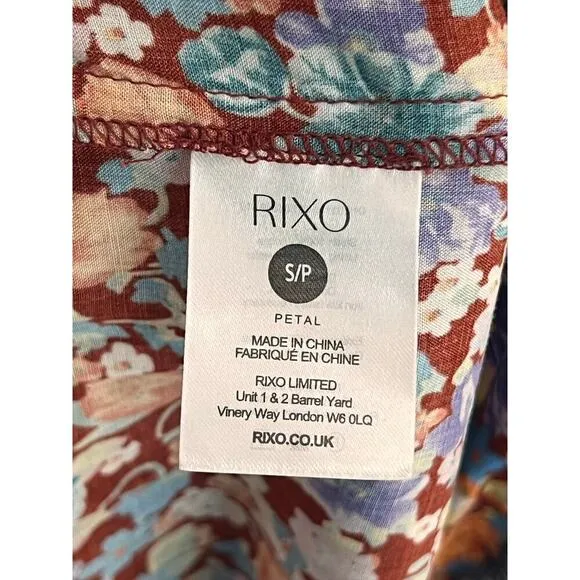 RIXO
S/P
PETAL
MADE IN CHINA
FABRIQUÉ EN CHINE
RIXO LIMITED
Unit 1 & 2 Barrel Yard
Vinery Way London W6 0LQ
RIXO.CO.UK